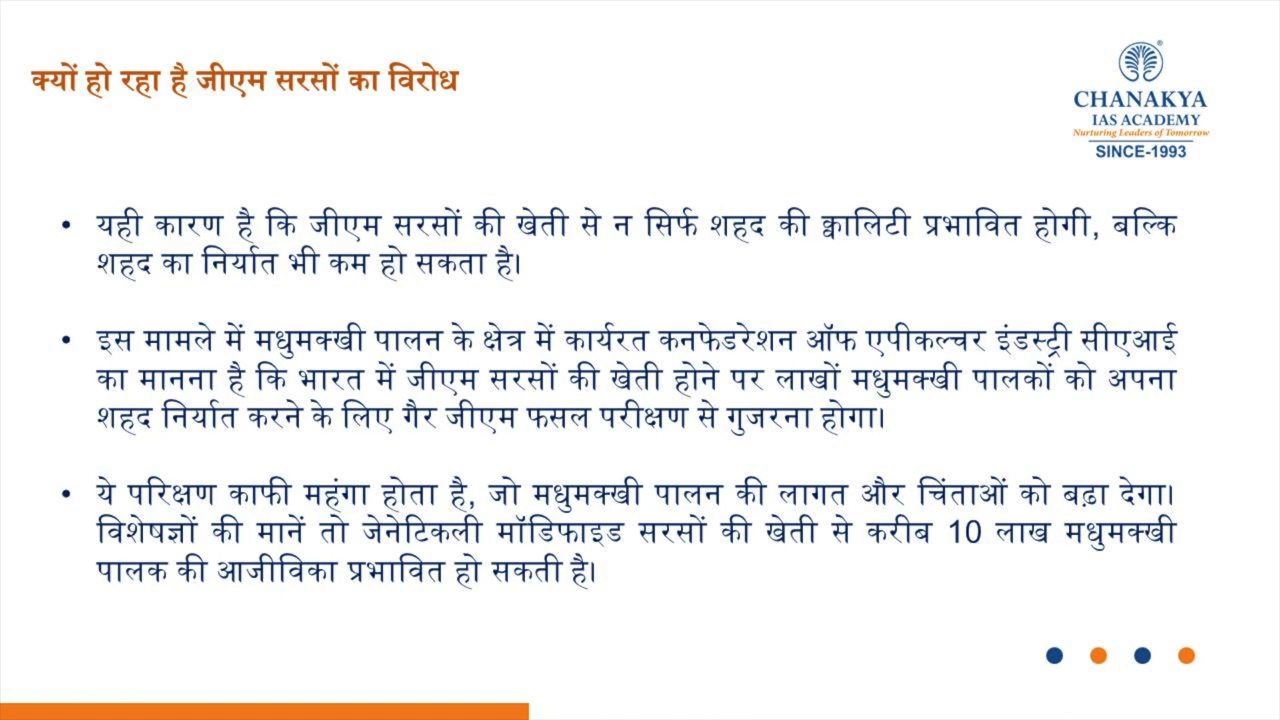 क्यों हो रहा है जीएम सरसों का विरोध
CHANAKYA
IAS ACADEMY
Nurturing Leaders of Tomorrow
SINCE-1993
• यही कारण है कि जीएम सरसों की खेती से न सिर्फ शहद की क्वालिटी प्रभावित होगी, बल्कि
शहद का निर्यात भी कम हो सकता है।
• इस मामले में मधुमक्खी पालन के क्षेत्र में कार्यरत कनफेडरेशन ऑफ एपीकल्चर इंडस्ट्री सीएआई
का मानना है कि भारत में जीएम सरसों की खेती होने पर लाखों मधुमक्खी पालकों को अपना
शहद निर्यात करने के लिए गैर जीएम फसल परीक्षण से गुजरना होगा।
• ये परिक्षण काफी महंगा होता है, जो मधुमक्खी पालन की लागत और चिंताओं को बढ़ा देगा।
विशेषज्ञों की मानें तो जेनेटिकली मॉडिफाइड सरसों की खेती से करीब 10 लाख मधुमक्खी
पालक की आजीविका प्रभावित हो सकती है।